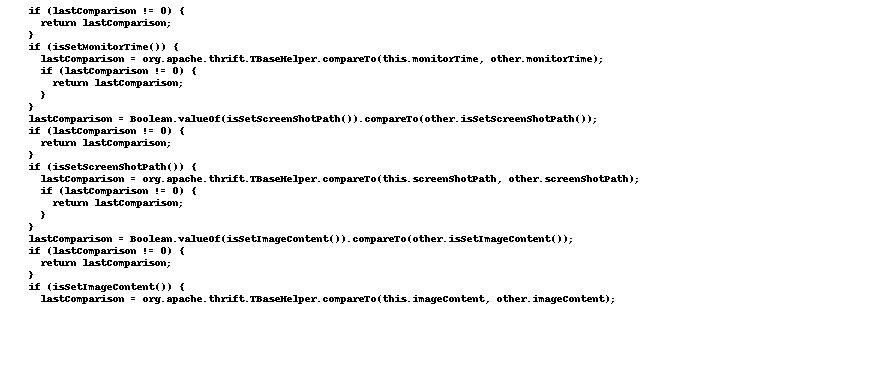 if (lastComparison != 0) {
return lastComparison;
}
if (isSetMonitorTime()) {
lastComparison = org.apache.thrift.TBaseHelper.compareTo(this.monitorTime, other.monitorTime);
if (lastComparison != 0) {
return lastComparison;
}
}
lastComparison = Boolean.valueOf(isSetScreenShotPath()).compareTo(other.isSetScreenShotPath());
if (lastComparison != 0) {
return lastComparison;
}
if (isSetScreenShotPath()) {
lastComparison = org.apache.thrift.TBaseHelper.compareTo(this.screenShotPath, other.screenShotPath);
if (lastComparison != 0) {
return lastComparison;
}
}
lastComparison = Boolean.valueOf(isSetImageContent()).compareTo(other.isSetImageContent());
if (lastComparison != 0) {
return lastComparison;
}
if (isSetImageContent()) {
lastComparison = org.apache.thrift.TBaseHelper.compareTo(this.imageContent, other.imageContent);